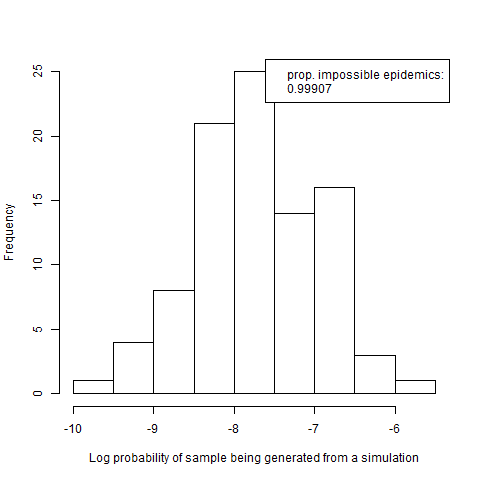 prop. impossible epidemics:
0.99907
25
20
15
10
5
0
Frequency
-10 -9 -8 -7 -6
Log probability of sample being generated from a simulation